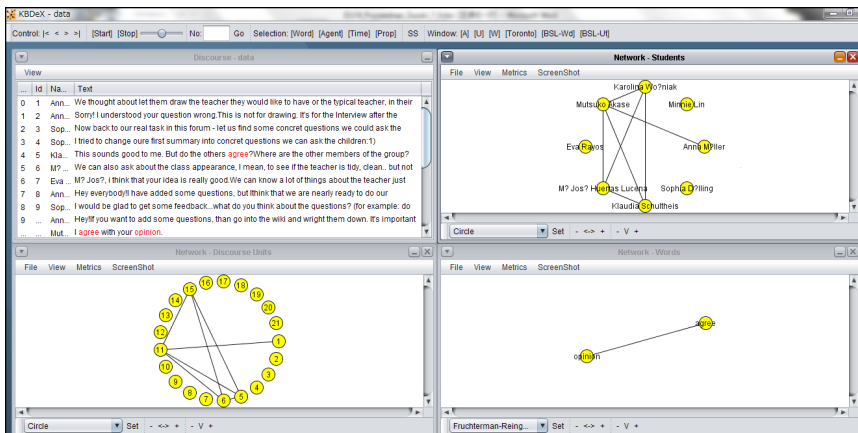 KBDeX - data
Control: |< < > >| [Start] [Stop] No: Go Selection: [Word] [Agent] [Time] [Prop] SS Window: [A] [U] [W] [Toronto] [BSL-Wd] [BSL-Ut]
Discourse - data
View
... Id Na... Text
0 1 Ann... We thought about let them draw the teacher they would like to have or the typical teacher, in their
1 2 Ann... Sorry! I understood your question wrong.This is not for drawing. It's for the Interview after the
2 3 Sop... Now back to our real task in this forum - let us find some concret questions we could ask the
3 4 Sop... I tried to change oure first summary into concret questions we can ask the children:1)
4 5 Kla... This sounds good to me. But do the others agree?Where are the other members of the group?
5 6 M? ... We can also ask about the class appearance, I mean, to see if the teacher is tidy, clean.. but not
6 7 Eva ... M? Jos?, i think that your idea is really good.We can know a lot of things about the teacher just
7 8 Ann... Hey everybody!I have added some questions, but Ithink that we are nearly ready to do our
8 9 Sop... I would be glad to get some feedback...what do you think about the questions? (for example: do
9 ... Ann... Hey!If you want to add some questions, than go into the wiki and wright them down. It's important
... ... Mut... I agree with your opinion.
Network - Students
File View Metrics ScreenShot
Karolina Wo?niak
Mutsuko Akase
Minnie Lin
Eva Rayos
Anna M?ller
M? Jos? Huertas Lucena
Sophia D?lling
Klaudia Schultheis
Circle Set - <-> + - V +
Network - Discourse Units
File View Metrics ScreenShot
16 17 18
15
19
14
20
13
21
12
11
1
10
2
9
3
8
4
7 6 5
Circle Set - <-> + - V +
Network - Words
File View Metrics ScreenShot
agree
opinion
Fruchterman-Reing... Set - <-> + - V +